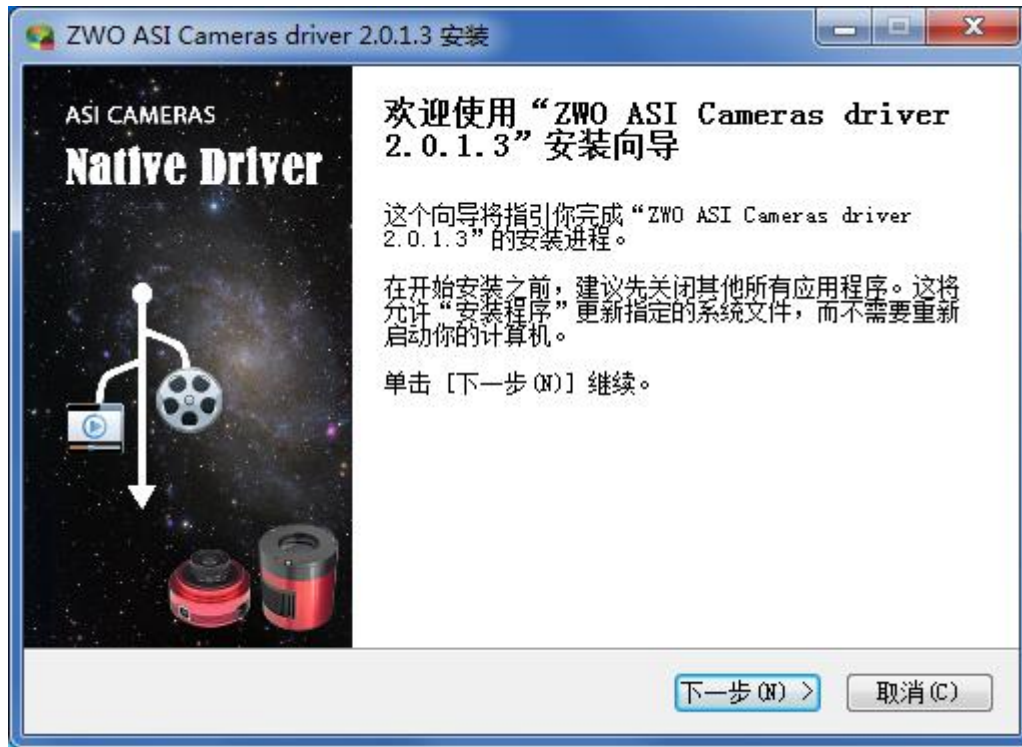 ZWO ASI Cameras driver 2.0.1.3 安装
ASI CAMERAS
Native Driver
欢迎使用“ZWO ASI Cameras driver
2.0.1.3”安装向导
这个向导将指引你完成“ZWO ASI Cameras driver
2.0.1.3”的安装进程。
在开始安装之前，建议先关闭其他所有应用程序。这将
允许“安装程序”更新指定的系统文件，而不需要重新
启动你的计算机。
单击 [下一步(N)] 继续。
下一步(N) >
取消(C)